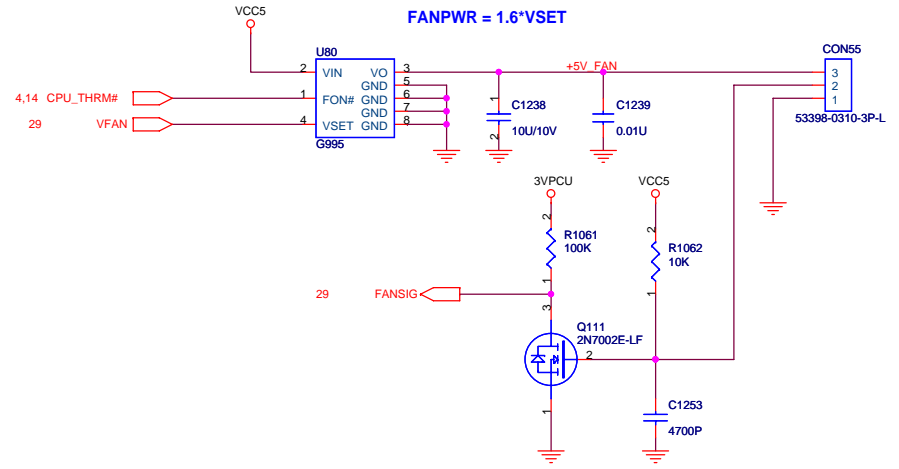 VCC5
FANPWR = 1.6*VSET
U80
CON55
2 VIN VO 3
+5V_FAN
3
GND 5
2
4,14 CPU_THRM# 1 FON# GND 6
1
GND 7
29 VFAN 4 VSET GND 8
G995
1
C1238
10U/10V
2
C1239
0.01U
53398-0310-3P-L
3VPCU
VCC5
2
R1061
100K
1
2
R1062
10K
1
29 FANSIG
3
Q111
2N7002E-LF
2
1
C1253
4700P